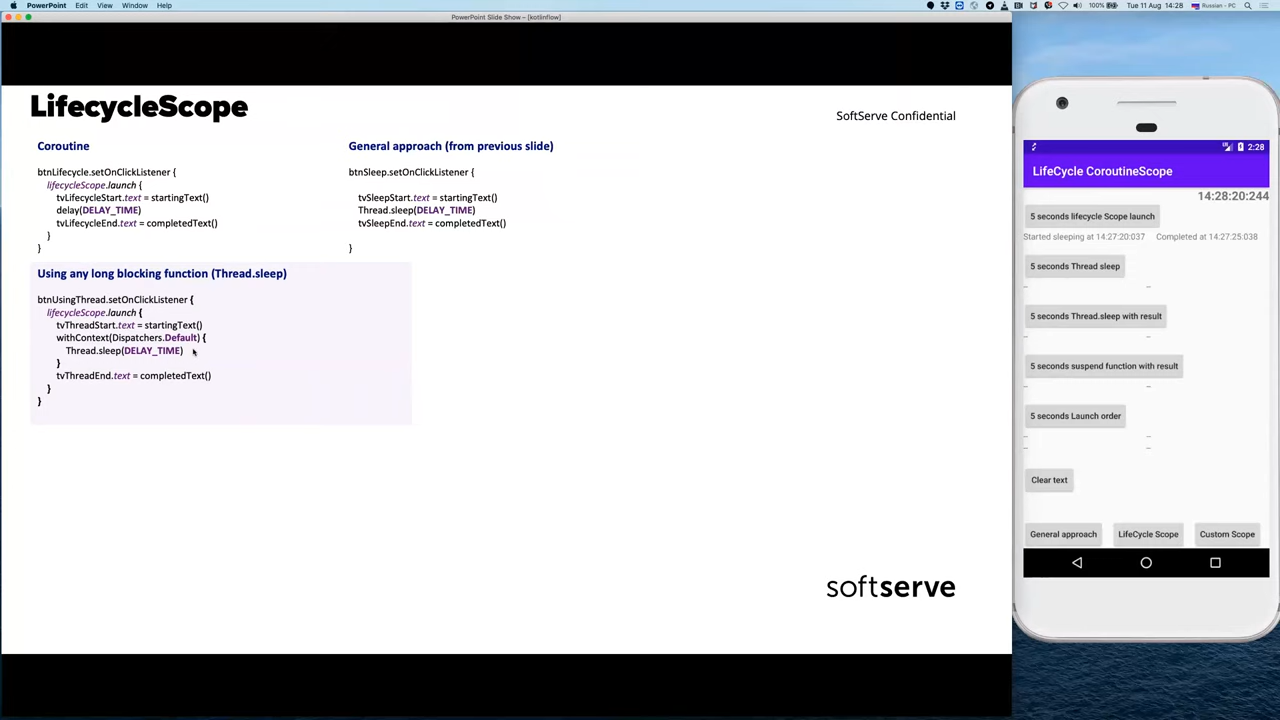 PowerPoint Edit View Window Help
100% Tue 11 Aug 14:28 Russian - PC
PowerPoint Slide Show - [kotlinflow]
LifecycleScope
SoftServe Confidential
Coroutine
btnLifecycle.setOnClickListener {
lifecycleScope.launch {
tvLifecycleStart.text = startingText()
delay(DELAY_TIME)
tvLifecycleEnd.text = completedText()
}
}
General approach (from previous slide)
btnSleep.setOnClickListener {
tvSleepStart.text = startingText()
Thread.sleep(DELAY_TIME)
tvSleepEnd.text = completedText()
}
Using any long blocking function (Thread.sleep)
btnUsingThread.setOnClickListener {
lifecycleScope.launch {
tvThreadStart.text = startingText()
withContext(Dispatchers.Default) {
Thread.sleep(DELAY_TIME)
}
tvThreadEnd.text = completedText()
}
}
softserve
2:28
LifeCycle CoroutineScope
14:28:20:244
5 seconds lifecycle Scope launch
Started sleeping at 14:27:20:037 Completed at 14:27:25:038
5 seconds Thread sleep
– –
5 seconds Thread.sleep with result
– –
5 seconds suspend function with result
– –
5 seconds Launch order
– –
– –
Clear text
General approach LifeCycle Scope Custom Scope